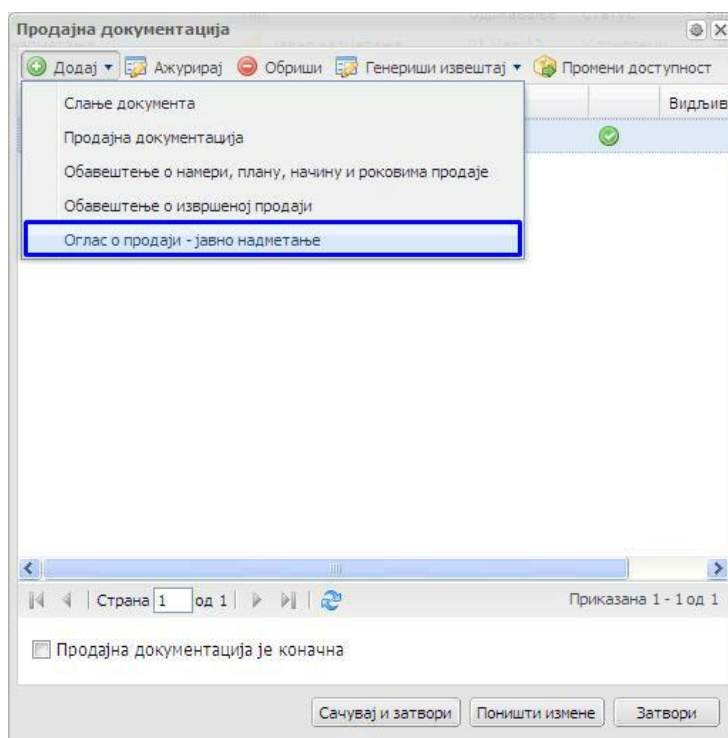 Продајна документација
Додај Ажурирај Обриши Генериши извештај Промени доступност
Видљив
Слање документа
Продајна документација
Обавештење о намери, плану, начину и роковима продаје
Обавештење о извршеној продаји
Оглас о продаји - јавно надметање
Страна 1 од 1 Приказана 1 - 1 од 1
Продајна документација је коначна
Сачувај и затвори Поништи измене Затвори